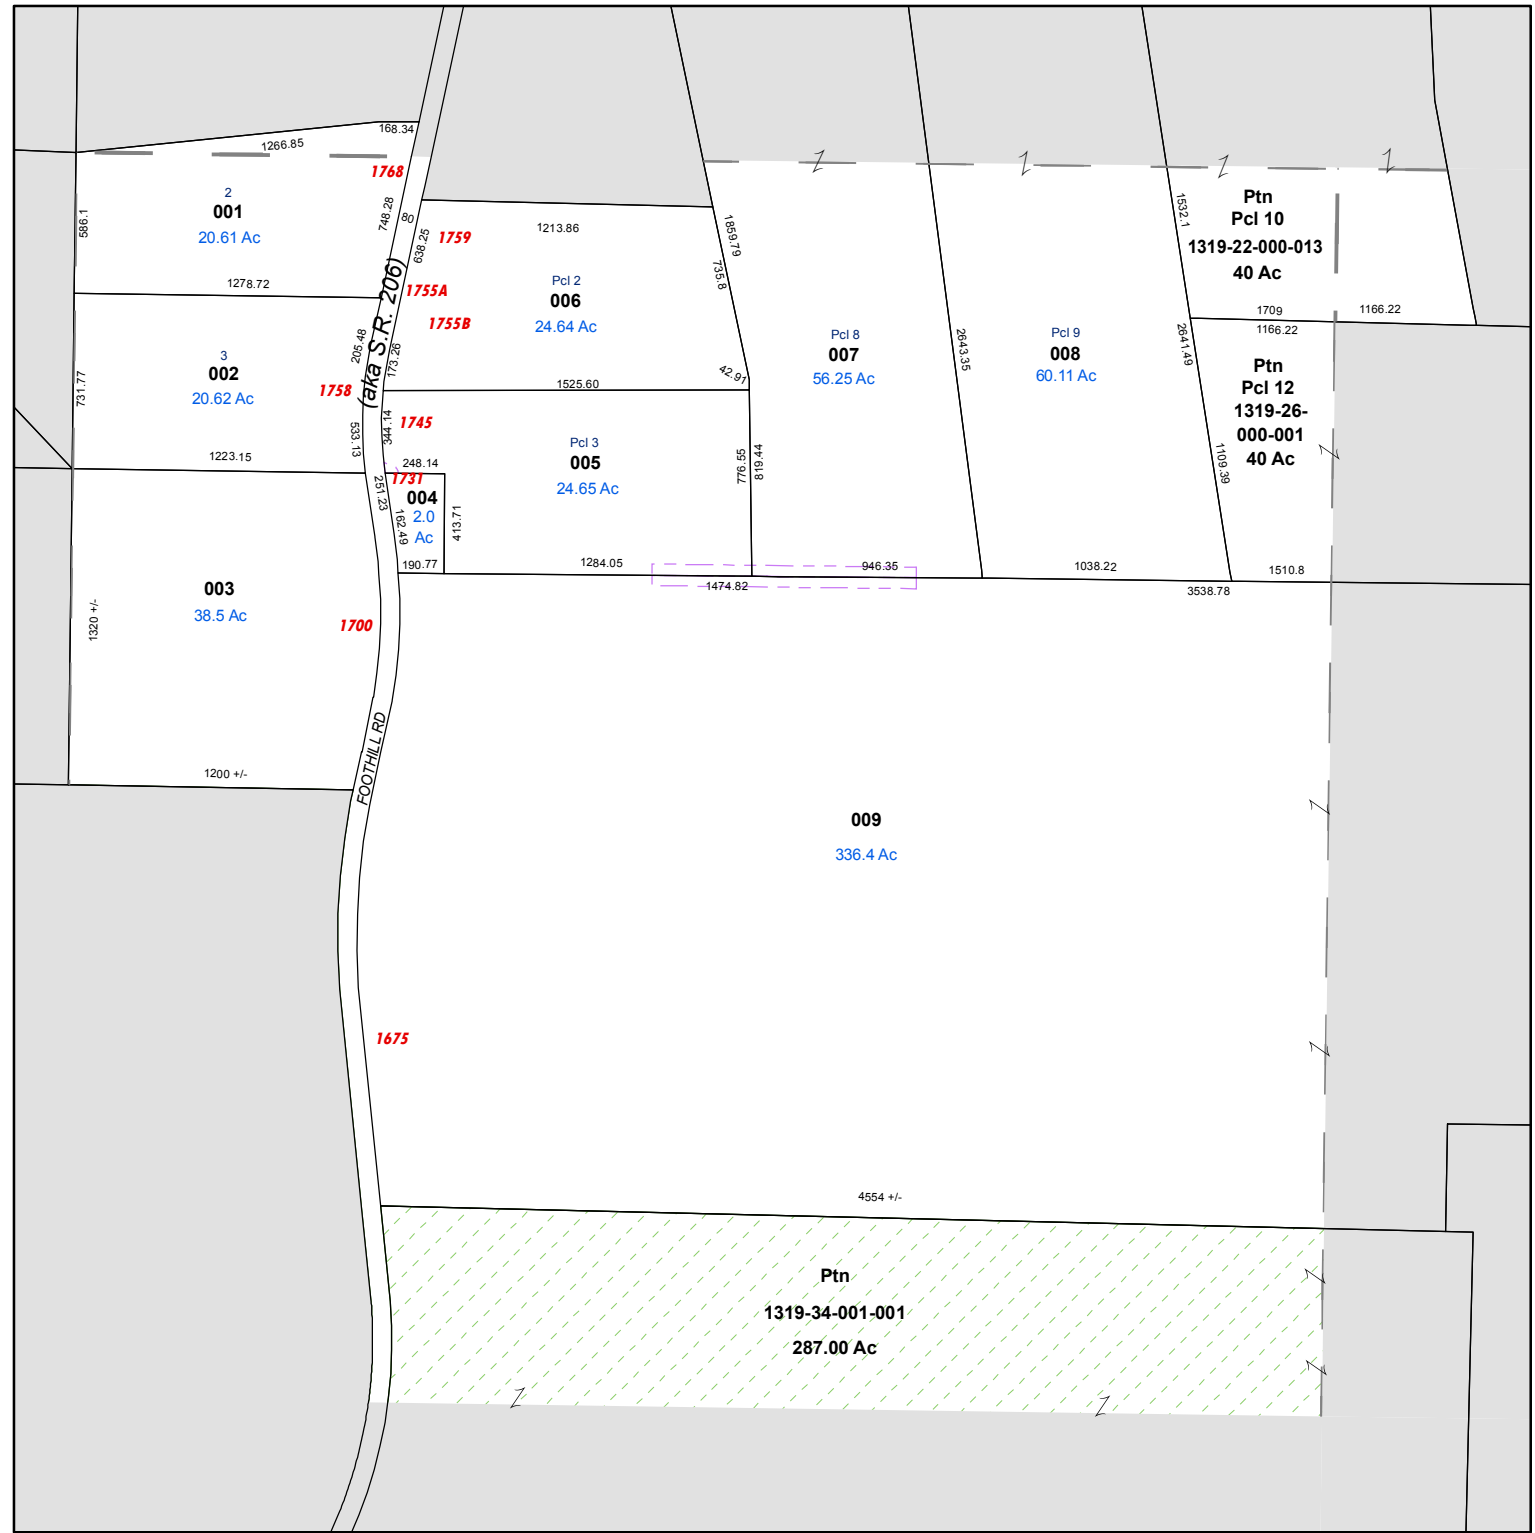 168.34
1266.85
1768
2
001
20.61 Ac
586.1
748.28
80
638.25
1278.72
1759
1213.86
1755A
1755B
Pcl 2
006
24.64 Ac
1859.79
735.8
42.91
(aka S.R. 206)
205.48
173.26
3
002
20.62 Ac
731.77
1758
533.13
344.14
1223.15
1525.60
1745
Pcl 3
005
24.65 Ac
776.55
819.44
248.14
1731
004
2.0
Ac
251.23
162.49
413.71
190.77
1284.05
1474.82
Pcl 8
007
56.25 Ac
2643.35
946.35
Pcl 9
008
60.11 Ac
1532.1
2641.49
1109.39
1038.22
3538.78
Ptn
Pcl 10
1319-22-000-013
40 Ac
1709
1166.22
1166.22
Ptn
Pcl 12
1319-26-
000-001
40 Ac
1510.8
003
38.5 Ac
1320 +/-
1700
1200 +/-
FOOTHILL RD
009
336.4 Ac
1675
4554 +/-
Ptn
1319-34-001-001
287.00 Ac